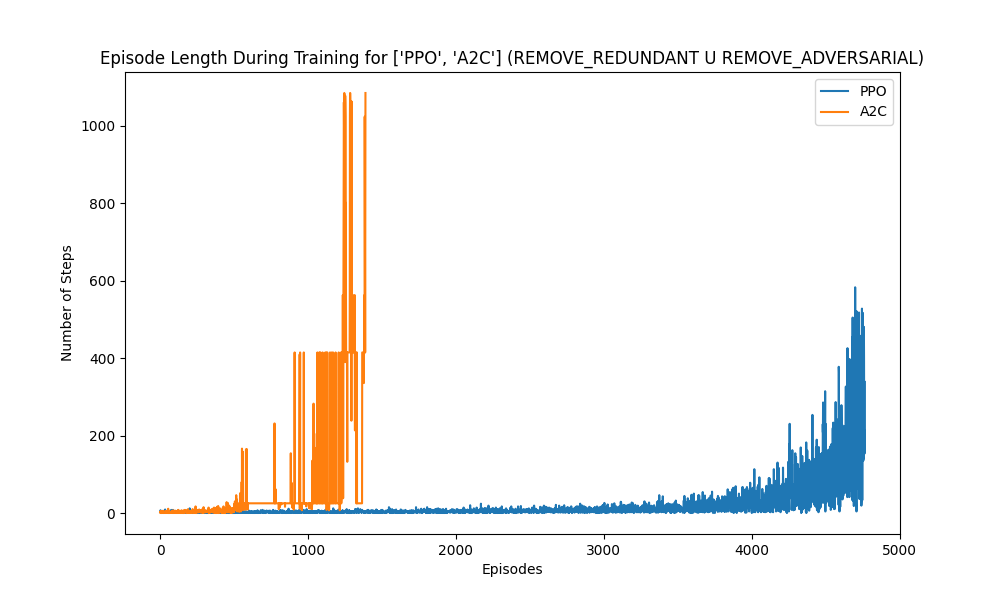 Episode Length During Training for ['PPO', 'A2C'] (REMOVE_REDUNDANT U REMOVE_ADVERSARIAL)
PPO
A2C
1000
800
600
400
200
0
Number of Steps
0 1000 2000 3000 4000 5000
Episodes